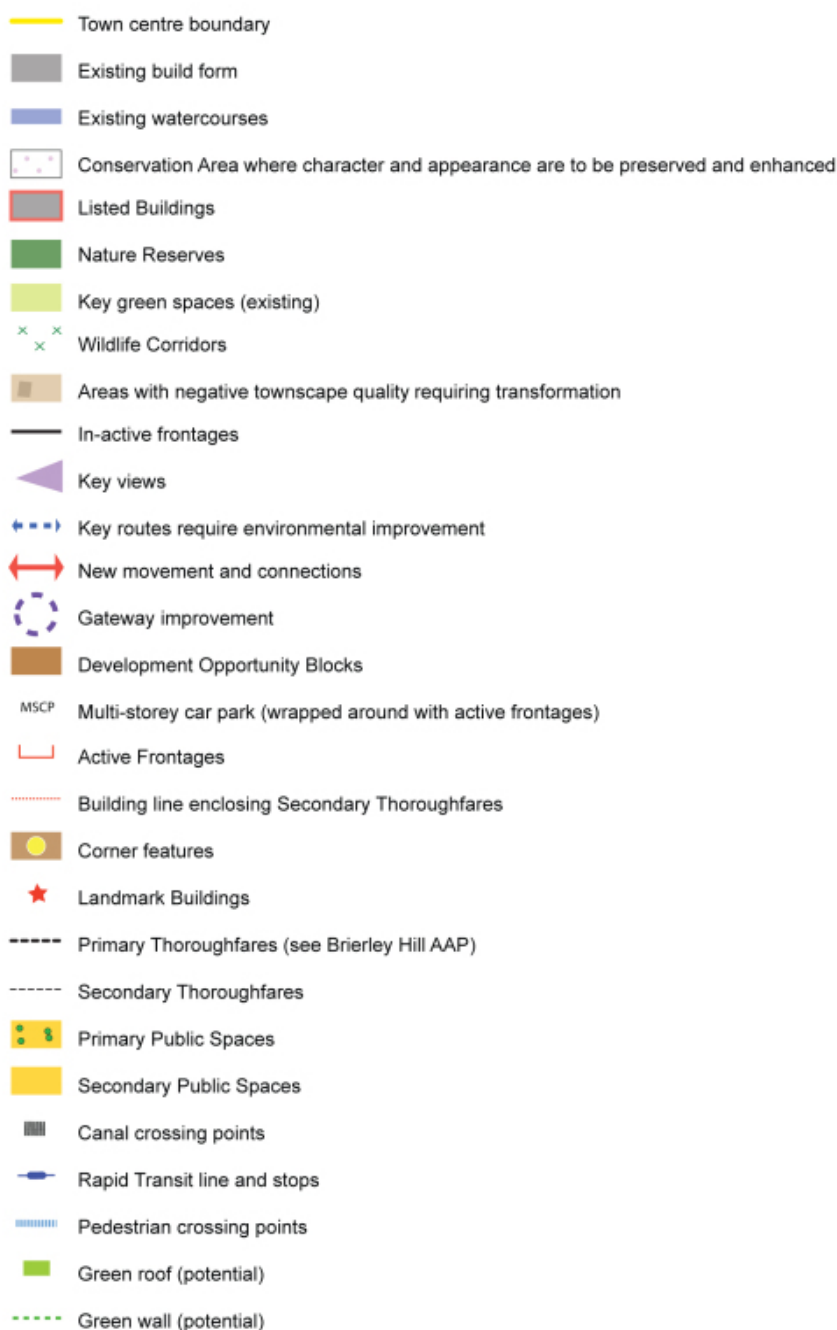 Town centre boundary
Existing build form
Existing watercourses
Conservation Area where character and appearance are to be preserved and enhanced
Listed Buildings
Nature Reserves
Key green spaces (existing)
Wildlife Corridors
Areas with negative townscape quality requiring transformation
In-active frontages
Key views
Key routes require environmental improvement
New movement and connections
Gateway improvement
Development Opportunity Blocks
MSCP Multi-storey car park (wrapped around with active frontages)
Active Frontages
Building line enclosing Secondary Thoroughfares
Corner features
Landmark Buildings
Primary Thoroughfares (see Brierley Hill AAP)
Secondary Thoroughfares
Primary Public Spaces
Secondary Public Spaces
Canal crossing points
Rapid Transit line and stops
Pedestrian crossing points
Green roof (potential)
Green wall (potential)